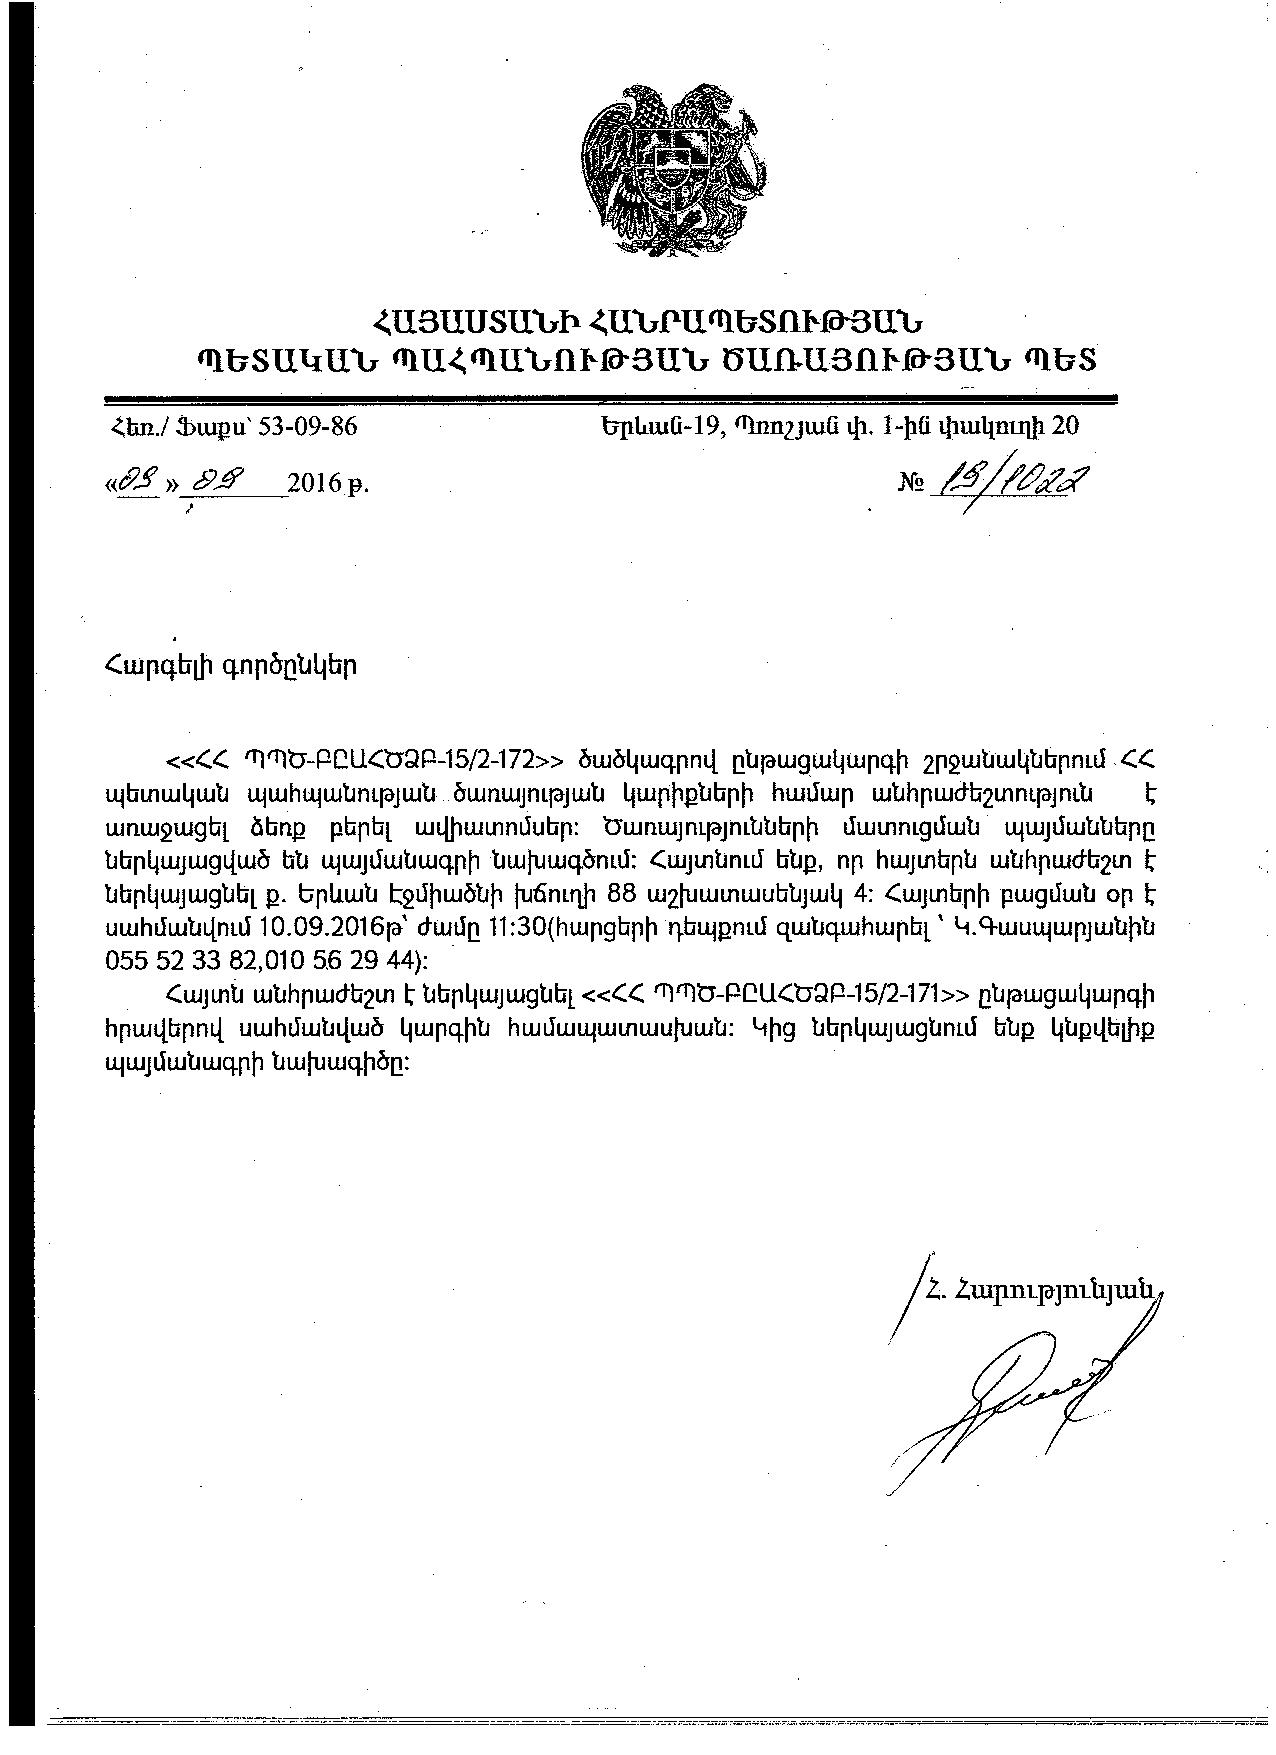 ՀԱՅԱՍՏԱՆԻ ՀԱՆՐԱՊԵՏՈՒԹՅԱՆ
ՊԵՏԱԿԱՆ ՊԱՀՊԱՆՈՒԹՅԱՆ ԾԱՌԱՅՈՒԹՅԱՆ ՊԵՏ
Հեռ./ Ֆաքս՝ 53-09-86 Երևան-19, Պռոշյան փ. 1-ին փակուղի 20
«09» 09 2016 թ. № 19/1022
Հարգելի գործընկեր
<<ՀՀ ՊՊԾ-ԲԸԱՀԾՁԲ-15/2-172>> ծածկագրով ընթացակարգի շրջանակներում ՀՀ
պետական պահպանության ծառայության կարիքների համար անհրաժեշտություն է
առաջացել ձեռք բերել ավիատոմսեր: Ծառայությունների մատուցման պայմանները
ներկայացված են պայմանագրի նախագծում: Հայտնում ենք, որ հայտերն անհրաժեշտ է
ներկայացնել ք. Երևան Էջմիածնի խճուղի 88 աշխատասենյակ 4: Հայտերի բացման օր է
սահմանվում 10.09.2016թ՝ ժամը 11:30(հարցերի դեպքում զանգահարել ՝ Կ.Գասպարյանին
055 52 33 82,010 56 29 44):
Հայտն անհրաժեշտ է ներկայացնել <<ՀՀ ՊՊԾ-ԲԸԱՀԾՁԲ-15/2-171>> ընթացակարգի
հրավերով սահմանված կարգին համապատասխան: Կից ներկայացնում ենք կնքվելիք
պայմանագրի նախագիծը:
Հ. Հարությունյան